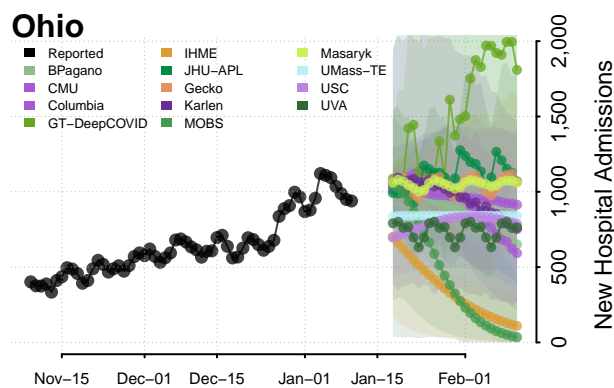 Ohio
Reported
BPagano
CMU
Columbia
GT−DeepCOVID
IHME
JHU−APL
Gecko
Karlen
MOBS
Masaryk
UMass−TE
USC
UVA
2,000
1,500
1,000
500
0
New Hospital Admissions
Nov−15
Dec−01
Dec−15
Jan−01
Jan−15
Feb−01